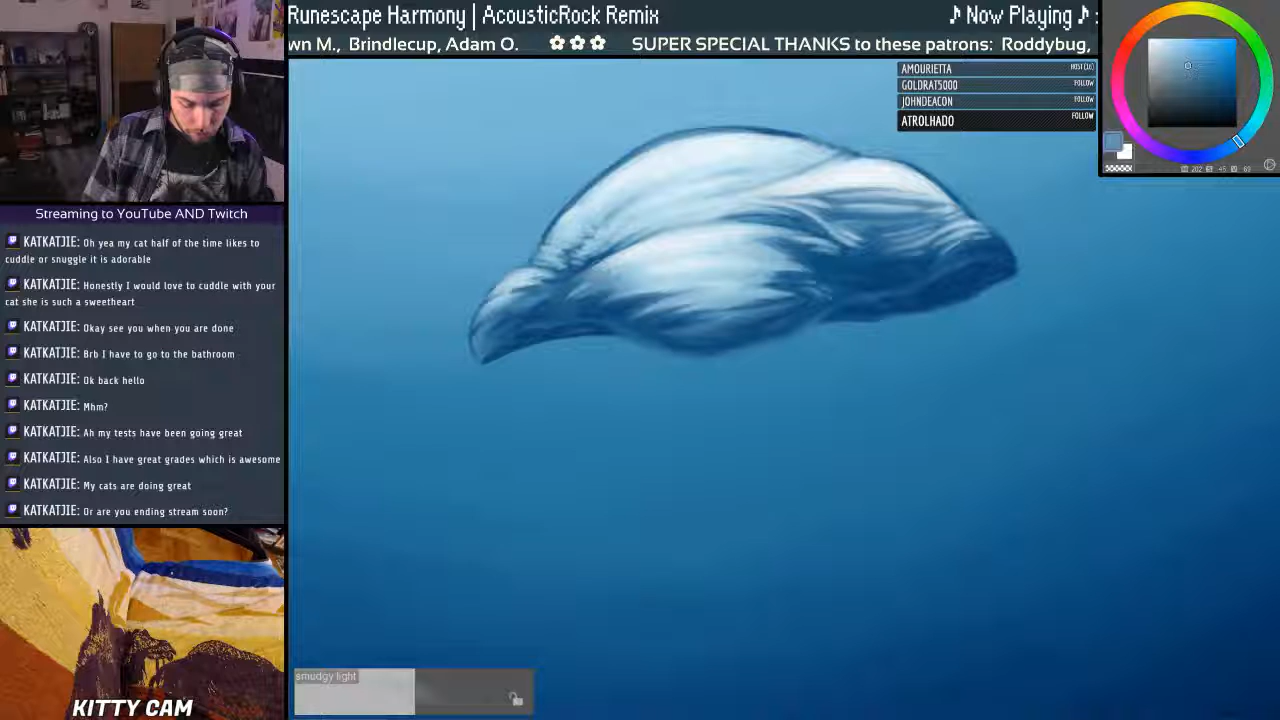 Runescape Harmony | AcousticRock Remix
♪ Now Playing ♪ :
wn M., Brindlecup, Adam O. ✿ ✿ ✿ SUPER SPECIAL THANKS to these patrons: Roddybug,
AMOURIETTA
GOLDRAT5000 FOLLOW
JOHNDEACON FOLLOW
ATROLHADO FOLLOW
Streaming to YouTube AND Twitch
KATKATJIE: Oh yea my cat half of the time likes to
cuddle or snuggle it is adorable
KATKATJIE: Honestly I would love to cuddle with your
cat she is such a sweetheart
KATKATJIE: Okay see you when you are done
KATKATJIE: Brb I have to go to the bathroom
KATKATJIE: Ok back hello
KATKATJIE: Mhm?
KATKATJIE: Ah my tests have been going great
KATKATJIE: Also I have great grades which is awesome
KATKATJIE: My cats are doing great
KATKATJIE: Or are you ending stream soon?
smudgy light
KITTY CAM